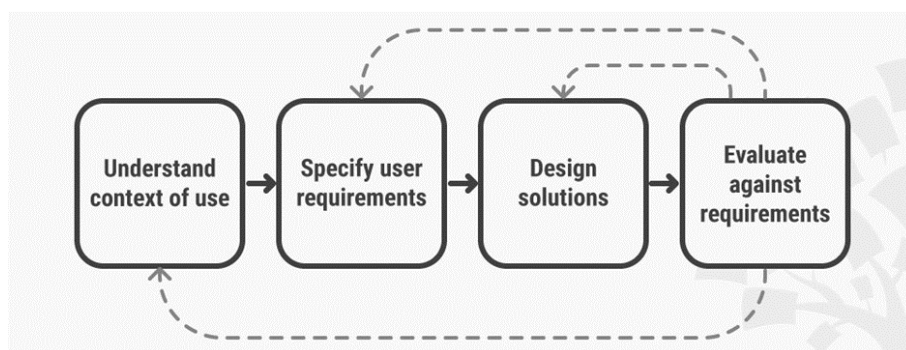 Understand
context of use
Specify user
requirements
Design
solutions
Evaluate
against
requirements